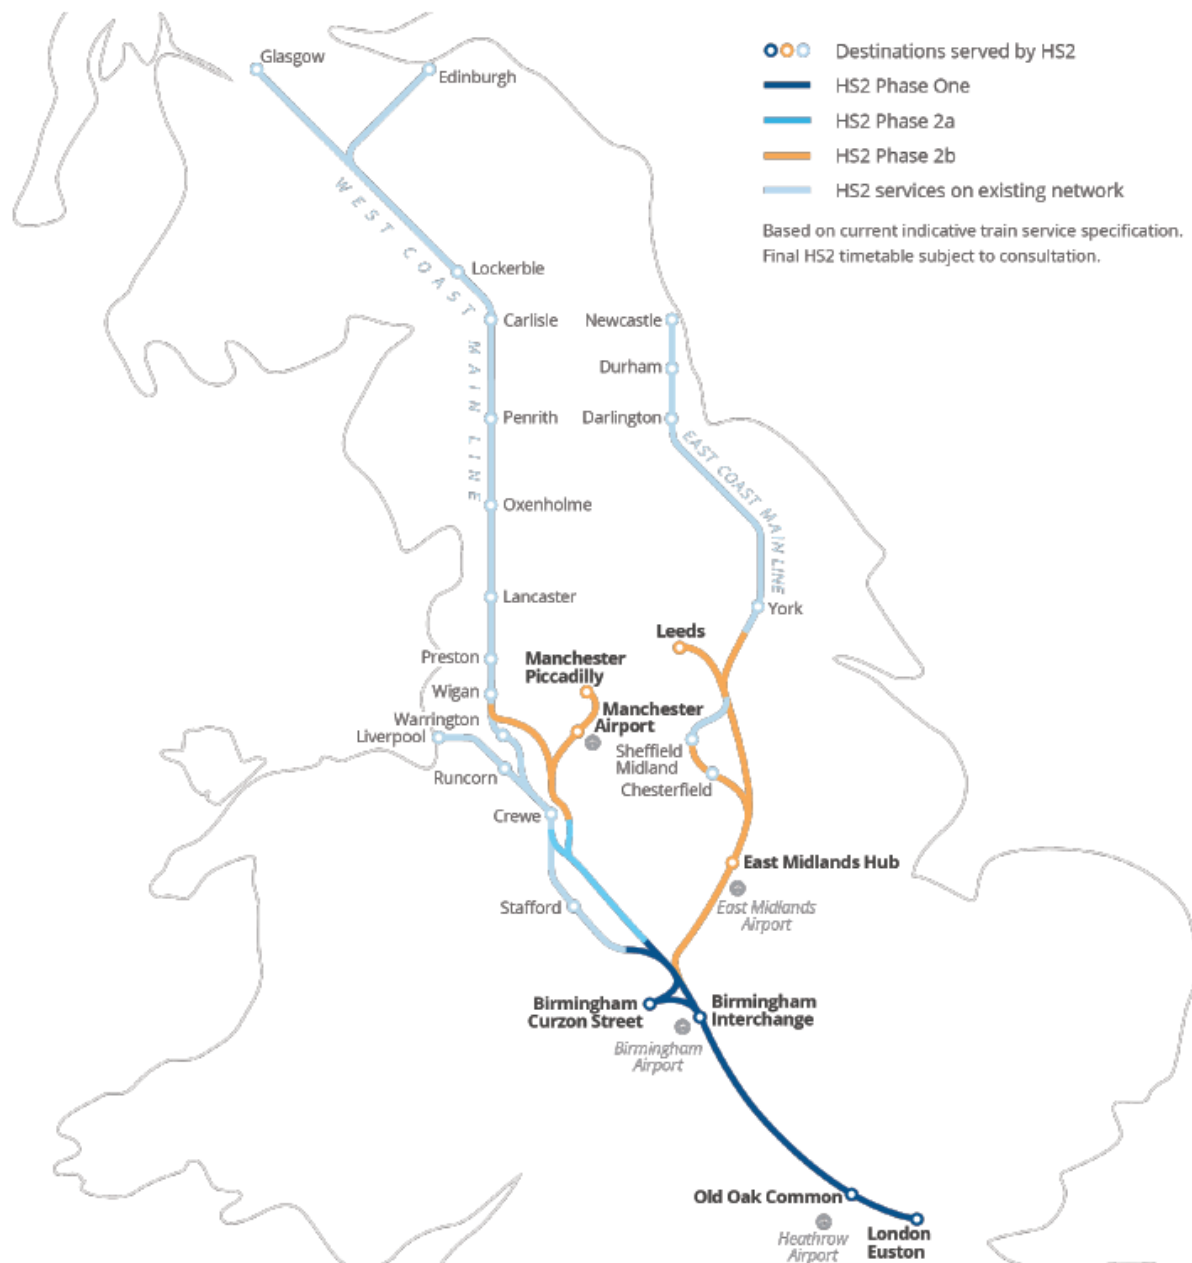 Glasgow
Edinburgh
Destinations served by HS2
HS2 Phase One
HS2 Phase 2a
HS2 Phase 2b
HS2 services on existing network
Based on current indicative train service specification.
Final HS2 timetable subject to consultation.
WEST COAST MAIN LINE
Lockerbie
Carlisle
Newcastle
Durham
Penrith
Darlington
EAST COAST MAIN LINE
Oxenholme
Lancaster
York
Leeds
Preston
Manchester
Piccadilly
Wigan
Manchester
Airport
Warrington
Liverpool
Sheffield
Midland
Runcorn
Chesterfield
Crewe
East Midlands Hub
East Midlands
Airport
Stafford
Birmingham
Curzon Street
Birmingham
Interchange
Birmingham
Airport
Old Oak Common
London
Euston
Heathrow
Airport